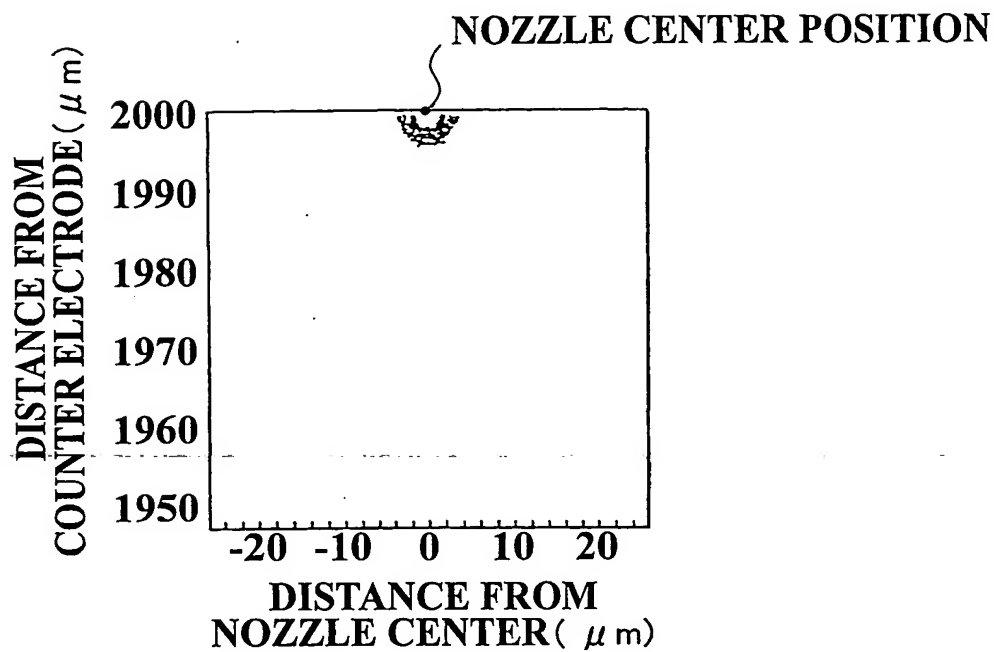 NOZZLE CENTER POSITION
DISTANCE FROM
COUNTER ELECTRODE(μm)
2000
1990
1980
1970
1960
1950
-20 -10 0 10 20
DISTANCE FROM
NOZZLE CENTER( μm)